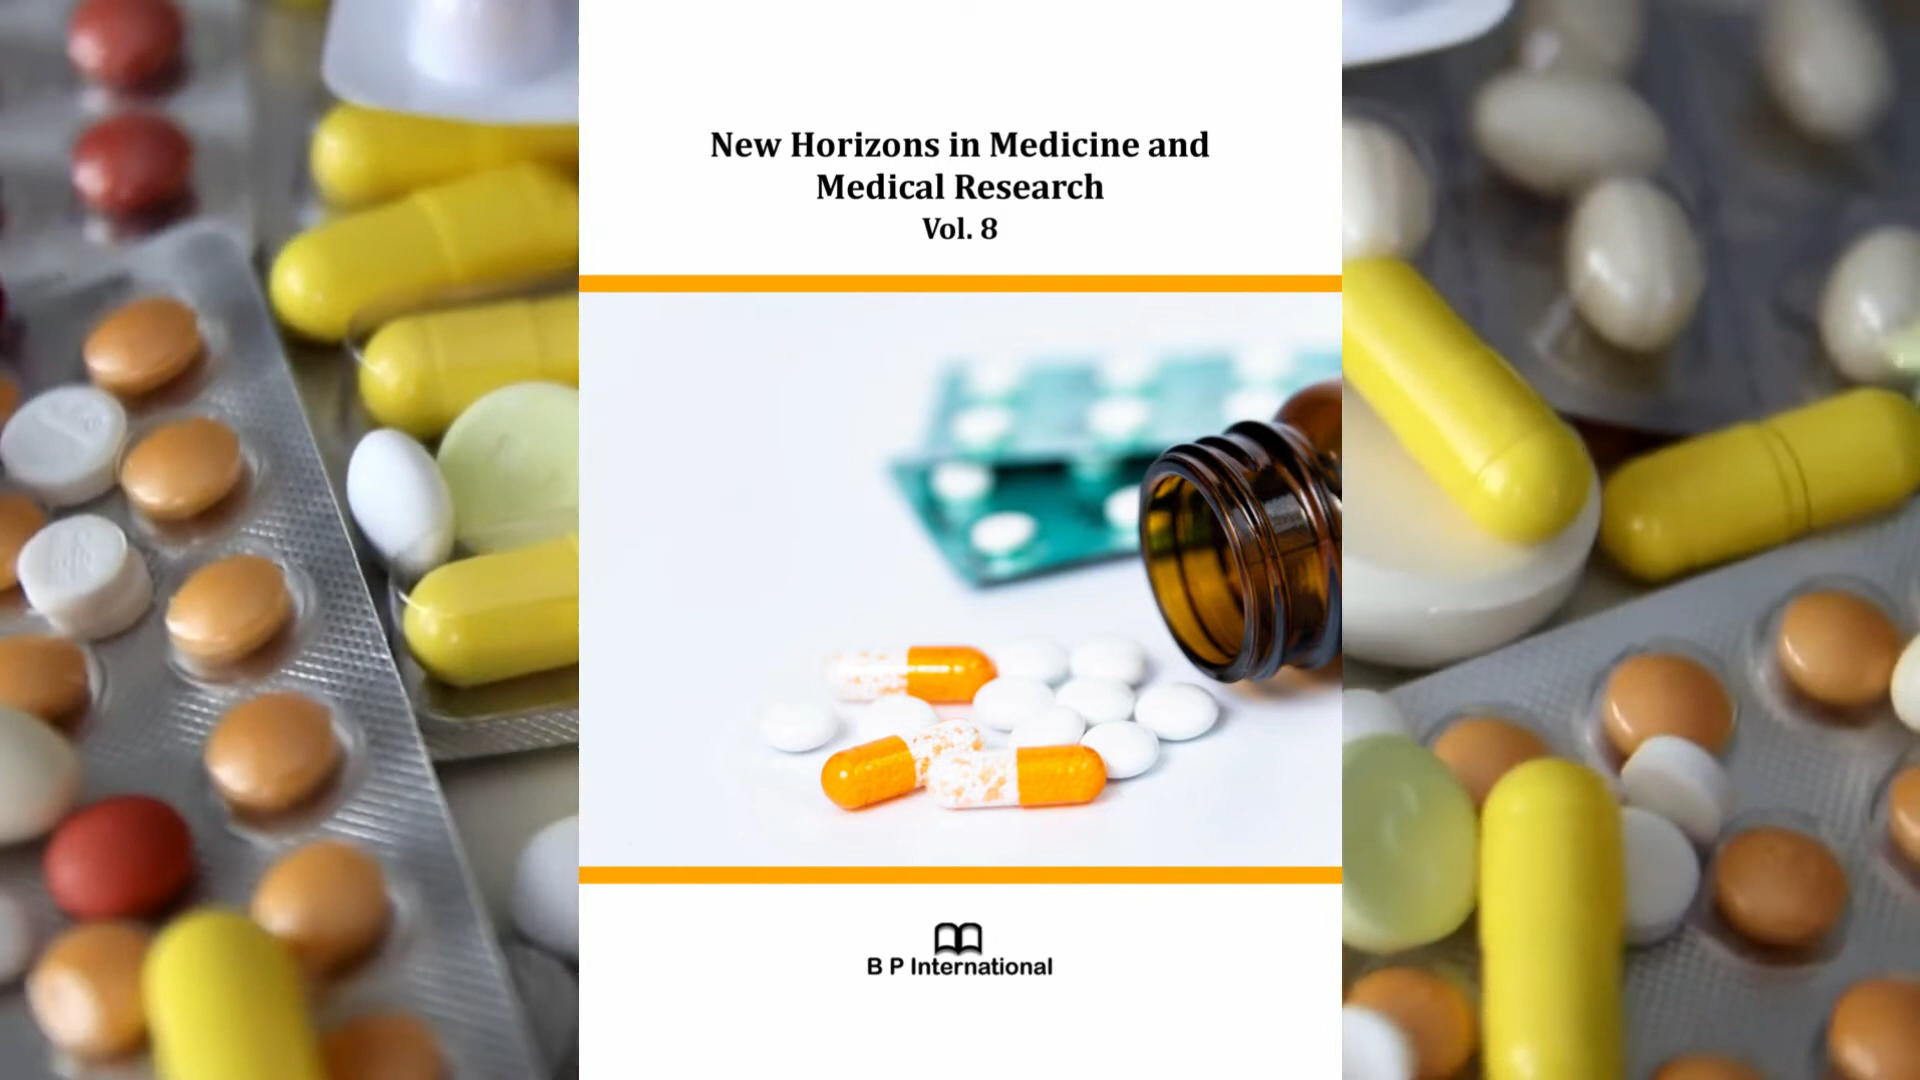 New Horizons in Medicine and
Medical Research
Vol. 8
B P International